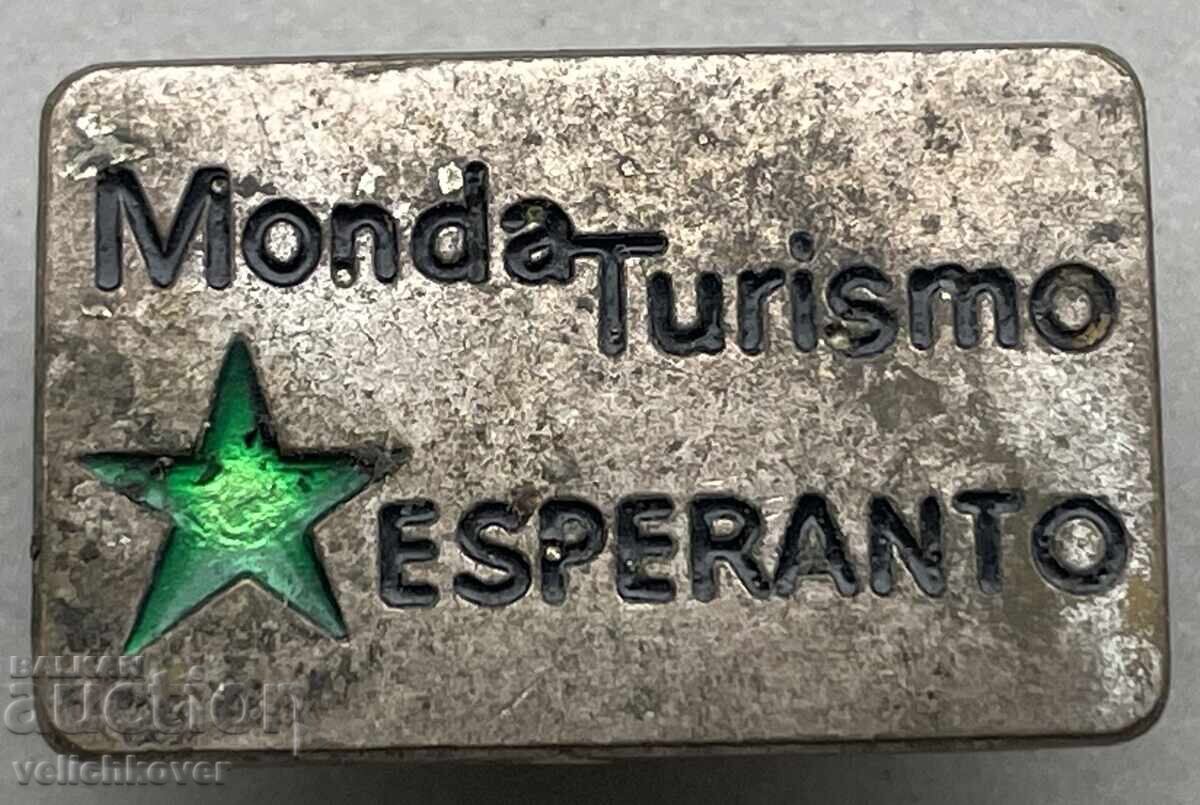 Monda Turismo
ESPERANTO
BALKAN
auction
velichkover